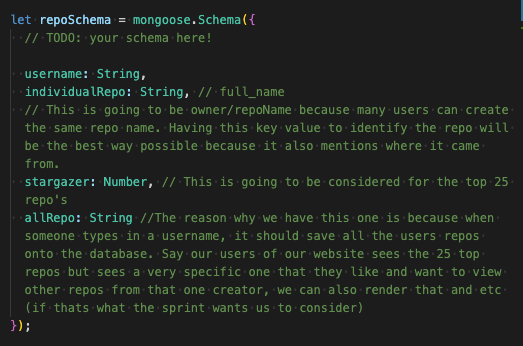 let repoSchema = mongoose.Schema({
// TODO: your schema here!
username: String,
individualRepo: String, // full_name
// This is going to be owner/repoName because many users can create
the same repo name. Having this key value to identify the repo will
be the best way possible because it also mentions where it came
from.
stargazer: Number, // This is going to be considered for the top 25
repo's
allRepo: String //The reason why we have this one is because when
someone types in a username, it should save all the users repos
onto the database. Say our users of our website sees the 25 top
repos but sees a very specific one that they like and want to view
other repos from that one creator, we can also render that and etc
(if thats what the sprint wants us to consider)
});